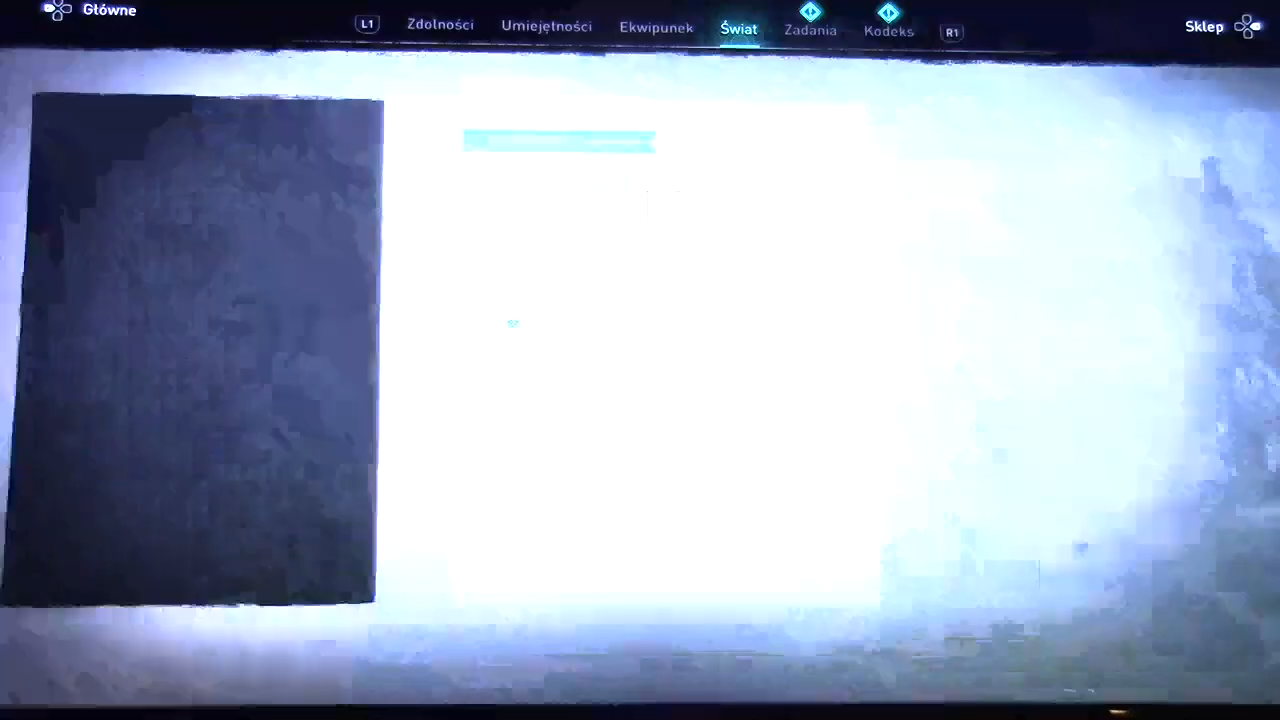 Główne
L1 Zdolności Umiejętności Ekwipunek Świat Zadania Kodeks R1
Sklep